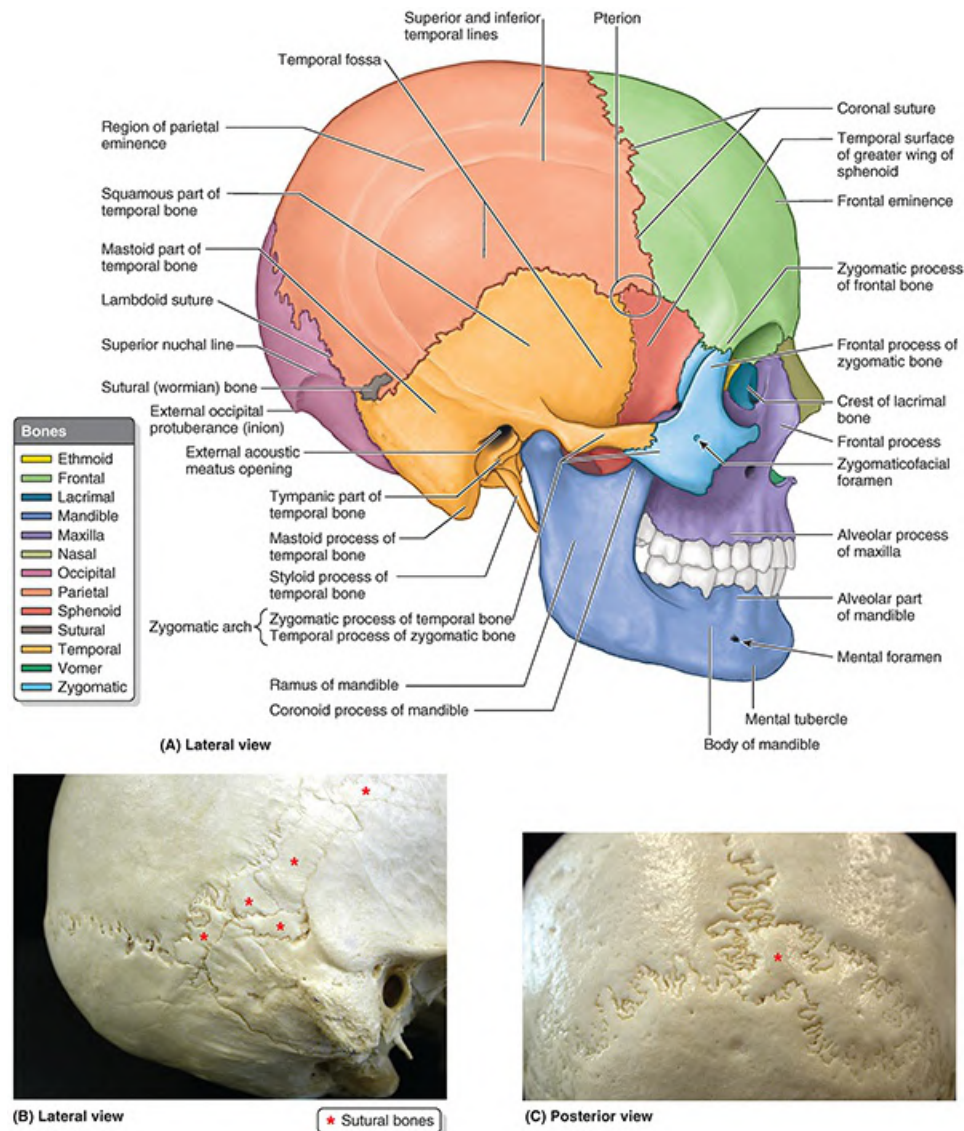 Superior and inferior
temporal lines
Pterion
Temporal fossa
Region of parietal
eminence
Squamous part of
temporal bone
Mastoid part of
temporal bone
Lambdoid suture
Superior nuchal line
Sutural (wormian) bone
External occipital
protuberance (inion)
External acoustic
meatus opening
Tympanic part of
temporal bone
Mastoid process of
temporal bone
Styloid process of
temporal bone
Zygomatic arch
Zygomatic process of temporal bone
Temporal process of zygomatic bone
Ramus of mandible
Coronoid process of mandible
Coronal suture
Temporal surface
of greater wing of
sphenoid
Frontal eminence
Zygomatic process
of frontal bone
Frontal process of
zygomatic bone
Crest of lacrimal
bone
Frontal process
Zygomaticofacial
foramen
Alveolar process
of maxilla
Alveolar part
of mandible
Mental foramen
Mental tubercle
Body of mandible
Bones
Ethmoid
Frontal
Lacrimal
Mandible
Maxilla
Nasal
Occipital
Parietal
Sphenoid
Sutural
Temporal
Vomer
Zygomatic
(A) Lateral view
(B) Lateral view
* Sutural bones
(C) Posterior view